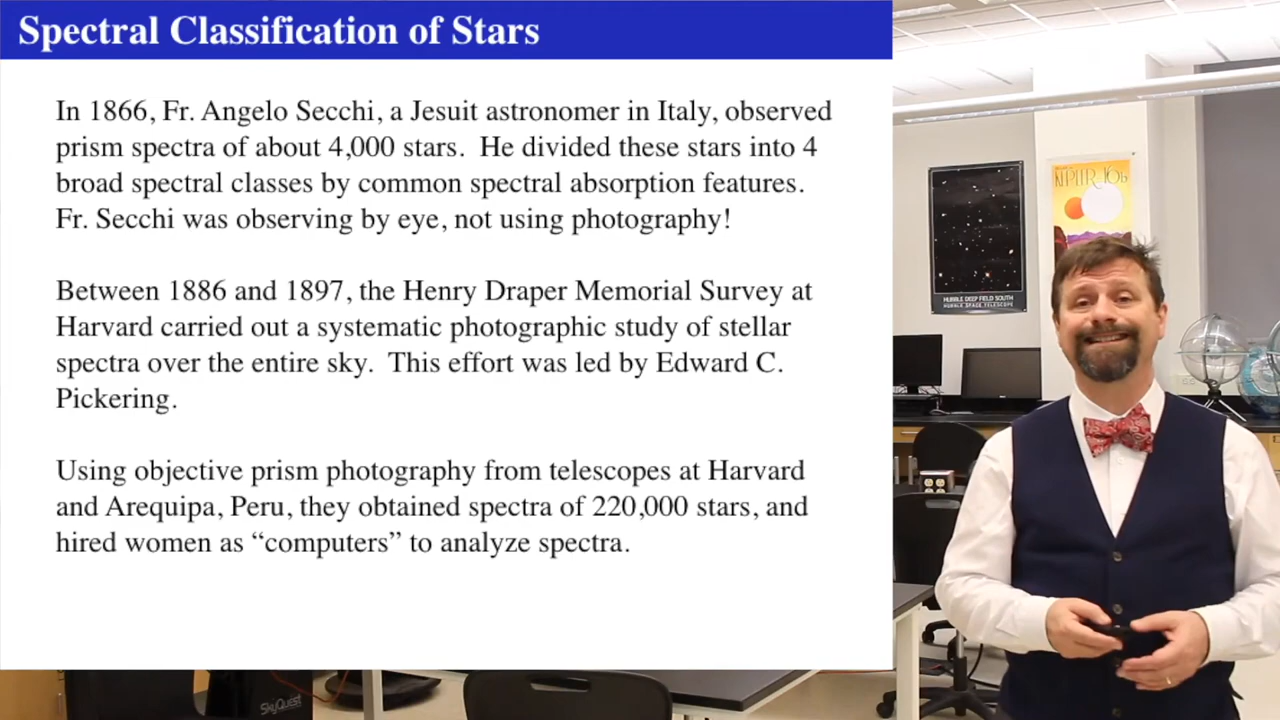 Spectral Classification of Stars
In 1866, Fr. Angelo Secchi, a Jesuit astronomer in Italy, observed
prism spectra of about 4,000 stars.  He divided these stars into 4
broad spectral classes by common spectral absorption features.
Fr. Secchi was observing by eye, not using photography!
Between 1886 and 1897, the Henry Draper Memorial Survey at
Harvard carried out a systematic photographic study of stellar
spectra over the entire sky.  This effort was led by Edward C.
Pickering.
Using objective prism photography from telescopes at Harvard
and Arequipa, Peru, they obtained spectra of 220,000 stars, and
hired women as “computers” to analyze spectra.
HUBBLE DEEP FIELD SOUTH
HUBBLE SPACE TELESCOPE
KEPLER 16b
SkyQuest